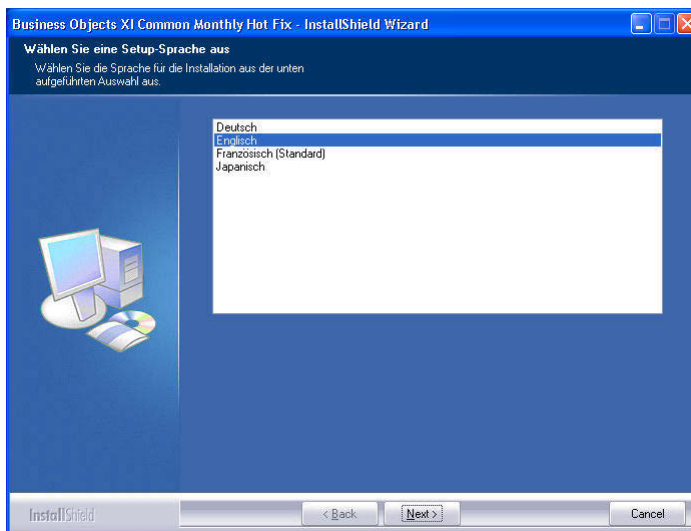 Business Objects XI Common Monthly Hot Fix - InstallShield Wizard
Wählen Sie eine Setup-Sprache aus
Wählen Sie die Sprache für die Installation aus der unten
aufgeführten Auswahl aus.
Deutsch
Englisch
Französisch (Standard)
Japanisch
InstallShield
< Back
Next >
Cancel